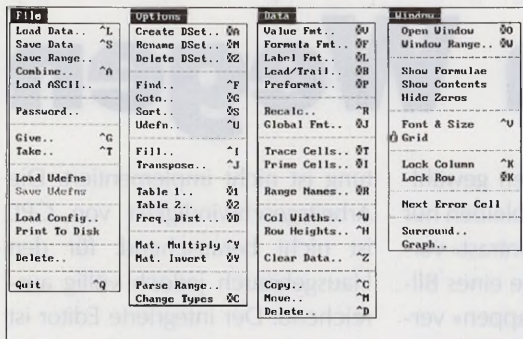 File
Load Data.. ^L
Save Data ^S
Save Range..
Combine.. ^A
Load ASCII..
Password..
Give.. ^G
Take.. ^T
Load Udefns
Save Udefns
Load Config..
Print To Disk
Delete..
Quit ^Q
Options
Create DSet.. ⌥A
Rename DSet.. ⌥M
Delete DSet.. ⌥Z
Find.. ^F
Goto.. ⌥G
Sort.. ⌥S
Udefn.. ^U
Fill.. ^I
Transpose.. ^J
Table 1.. ⌥1
Table 2.. ⌥2
Freq. Dist.. ⌥D
Mat. Multiply ^Y
Mat. Invert ⌥Y
Parse Range..
Change Types ⌥C
Data
Value Fmt.. ⌥V
Formula Fmt.. ⌥F
Label Fmt.. ⌥L
Lead/Trail.. ⌥B
Preformat.. ⌥P
Recalc.. ^R
Global Fmt.. ⌥J
Trace Cells.. ⌥T
Prime Cells.. ⌥I
Range Names.. ⌥R
Col Widths.. ^W
Row Heights.. ^H
Clear Data.. ^Z
Copy.. ^C
Move.. ^M
Delete.. ^D
Window
Open Window ⌥O
Window Range.. ⌥W
Show Formulae
Show Contents
Hide Zeros
Font & Size ^V
Grid
Lock Column ^K
Lock Row ⌥K
Next Error Cell
Surround..
Graph..